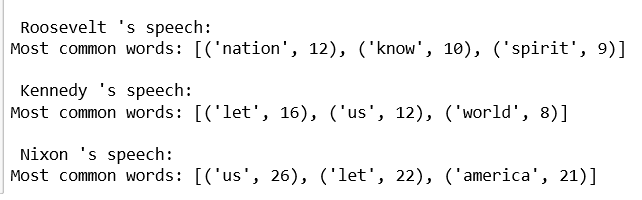 Roosevelt 's speech:
Most common words: [('nation', 12), ('know', 10), ('spirit', 9)]
Kennedy 's speech:
Most common words: [('let', 16), ('us', 12), ('world', 8)]
Nixon 's speech:
Most common words: [('us', 26), ('let', 22), ('america', 21)]